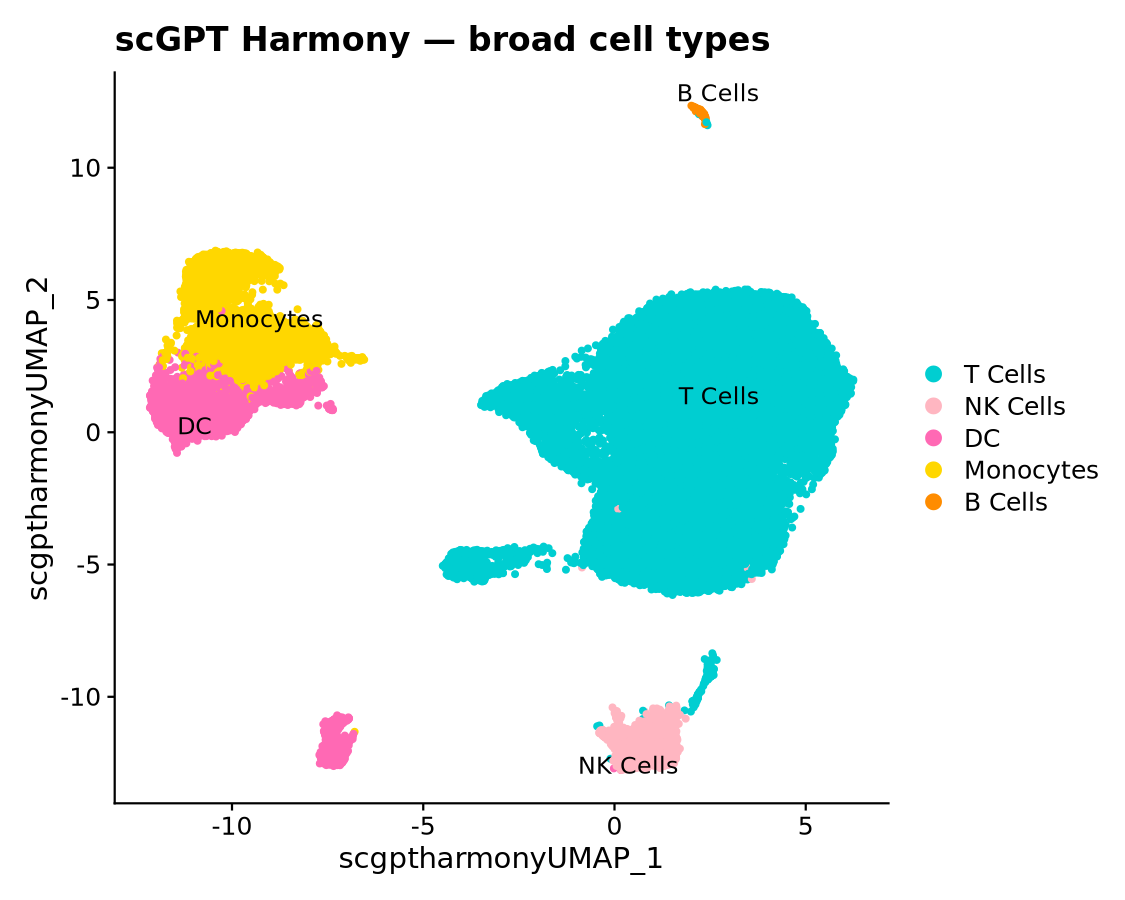 scGPT Harmony — broad cell types
B Cells
Monocytes
T Cells
DC
NK Cells
10
5
0
-5
-10
scgptharmonyUMAP_2
-10
-5
0
5
scgptharmonyUMAP_1
T Cells
NK Cells
DC
Monocytes
B Cells